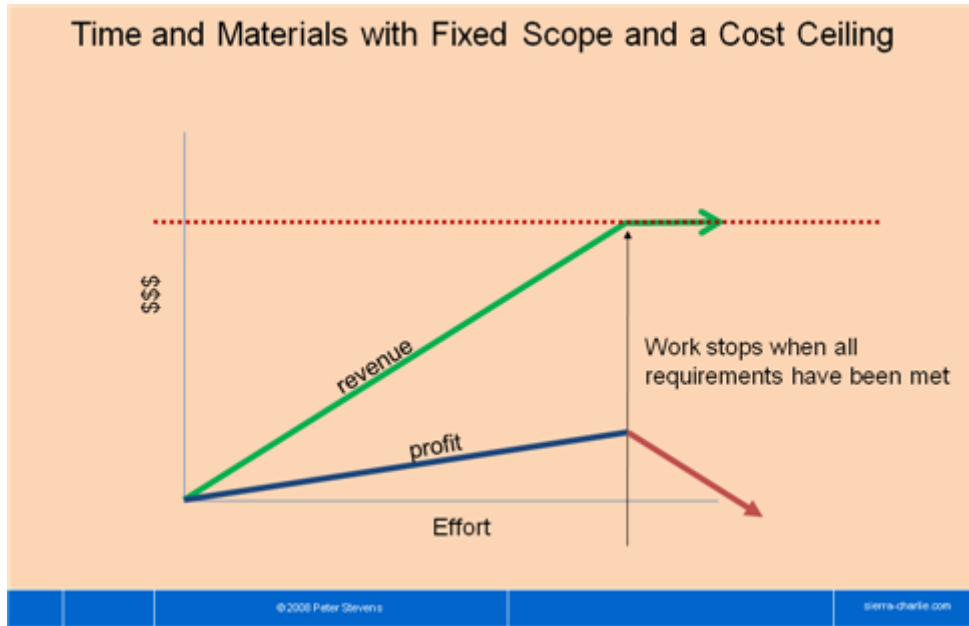 Time and Materials with Fixed Scope and a Cost Ceiling
$$$
revenue
Work stops when all
requirements have been met
profit
Effort
© 2008 Peter Stevens
sierra-charlie.com